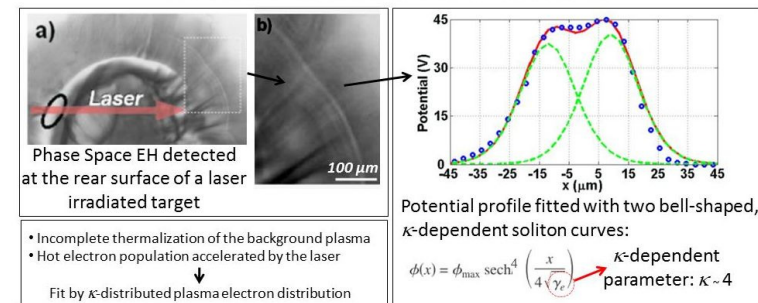 a)
Laser
b)
100 μm
Phase Space EH detected
at the rear surface of a laser
irradiated target
• Incomplete thermalization of the background plasma
• Hot electron population accelerated by the laser
Fit by κ-distributed plasma electron distribution
Potential (V)
45
30
15
0
-45 -35 -25 -15 -5 5 15 25 35 45
x (μm)
Potential profile fitted with two bell-shaped,
κ-dependent soliton curves:
ϕ(x) = ϕmax sech⁴ (x / 4√γe)
κ-dependent
parameter: κ ~ 4